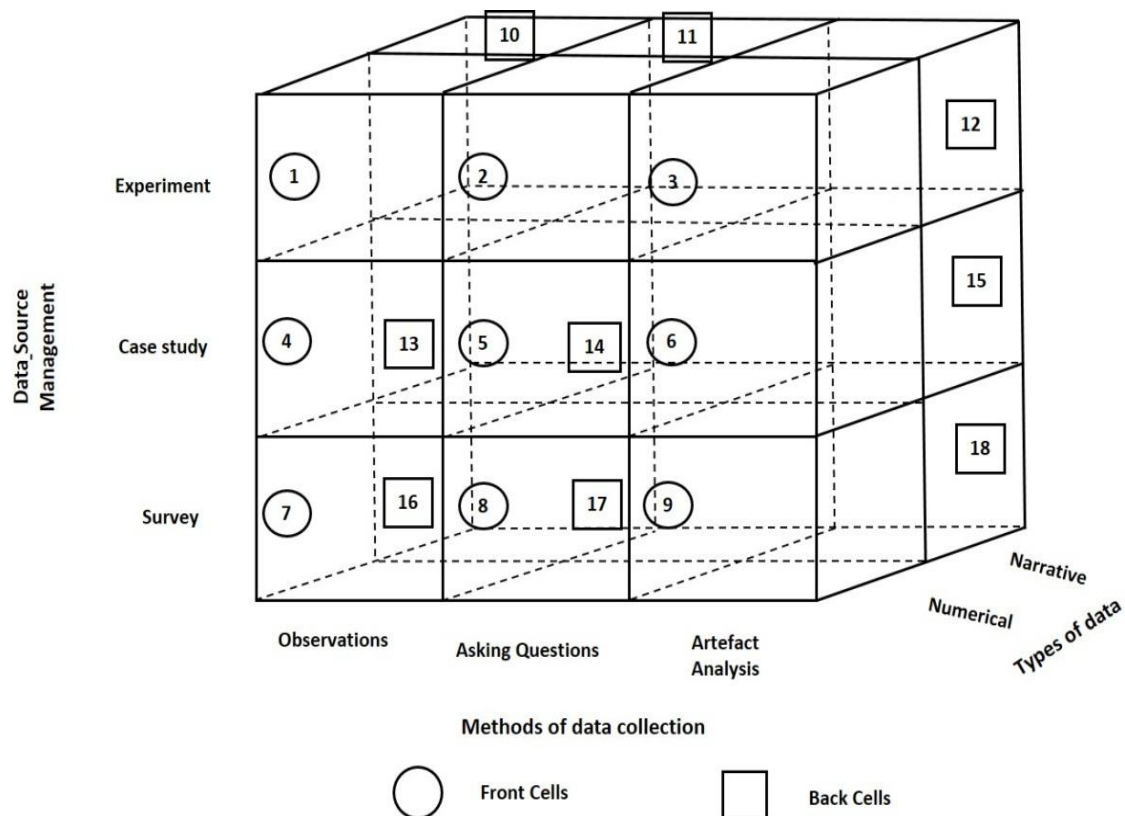 10
11
12
Experiment
1
2
3
15
Data_Source
Management
Case study
4
13
5
14
6
18
Survey
7
16
8
17
9
Narrative
Numerical
Types of data
Observations
Asking Questions
Artefact
Analysis
Methods of data collection
Front Cells
Back Cells